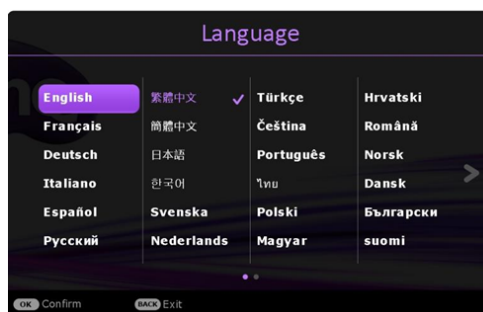 Language
English
Français
Deutsch
Italiano
Español
Русский
繁體中文
簡體中文
日本語
한국어
Svenska
Nederlands
Türkçe
Čeština
Português
ไทย
Polski
Magyar
Hrvatski
Română
Norsk
Dansk
Български
suomi
OK Confirm
BACK Exit